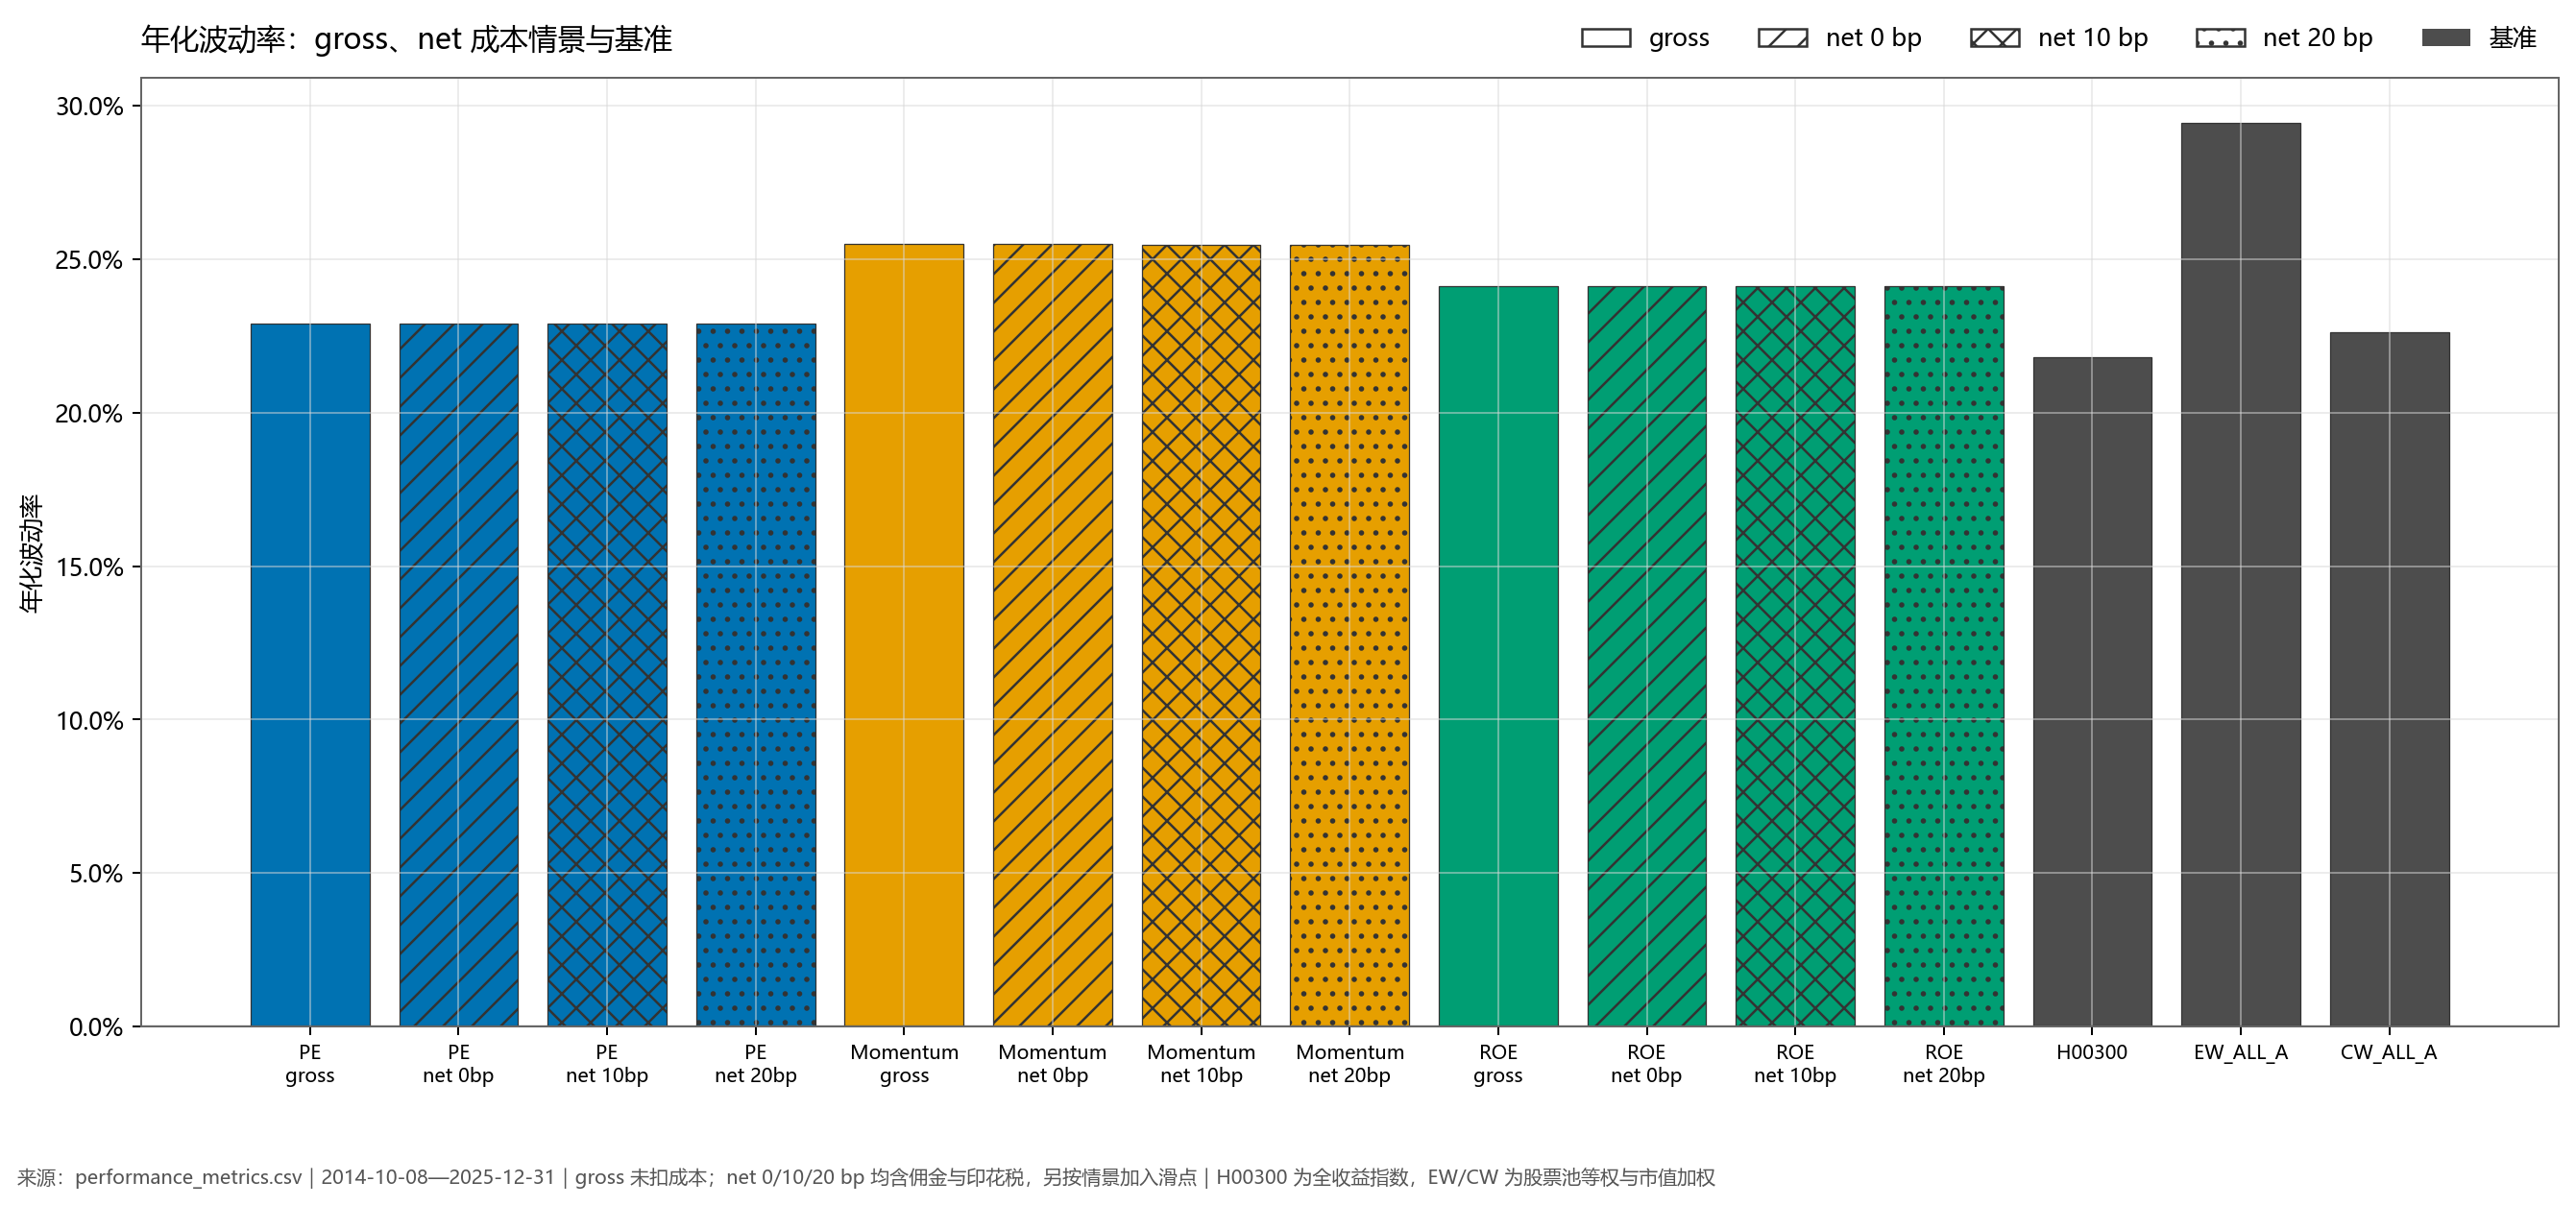 年化波动率：gross、net 成本情景与基准
gross
net 0 bp
net 10 bp
net 20 bp
基准
年化波动率
30.0%
25.0%
20.0%
15.0%
10.0%
5.0%
0.0%
PE
gross
PE
net 0bp
PE
net 10bp
PE
net 20bp
Momentum
gross
Momentum
net 0bp
Momentum
net 10bp
Momentum
net 20bp
ROE
gross
ROE
net 0bp
ROE
net 10bp
ROE
net 20bp
H00300
EW_ALL_A
CW_ALL_A
来源：performance_metrics.csv | 2014-10-08—2025-12-31 | gross 未扣成本；net 0/10/20 bp 均含佣金与印花税，另按情景加入滑点 | H00300 为全收益指数，EW/CW 为股票池等权与市值加权